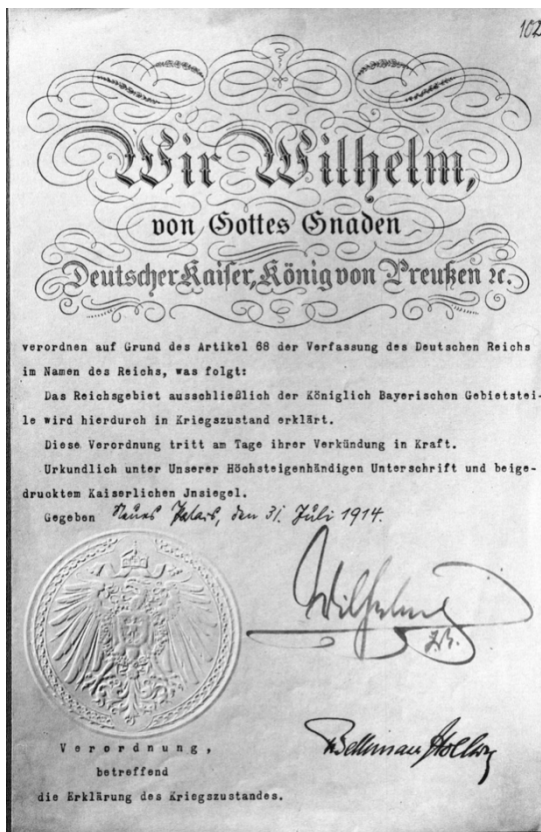 102
Wir Wilhelm,
von Gottes Gnaden
Deutscher Kaiser, König von Preußen ꝛc.
verordnen auf Grund des Artikel 68 der Verfassung des Deutschen Reichs
im Namen des Reichs, was folgt:
Das Reichsgebiet ausschließlich der Königlich Bayerischen Gebietstei-
le wird hierdurch in Kriegszustand erklärt.
Diese Verordnung tritt am Tage ihrer Verkündung in Kraft.
Urkundlich unter Unserer Höchsteigenhändigen Unterschrift und beige-
drucktem Kaiserlichen Jnsiegel.
Gegeben Neues Palais, den 31. Juli 1914.
Wilhelm
I.R.
v Bethmann Hollweg
Verordnung,
betreffend
die Erklärung des Kriegszustandes.